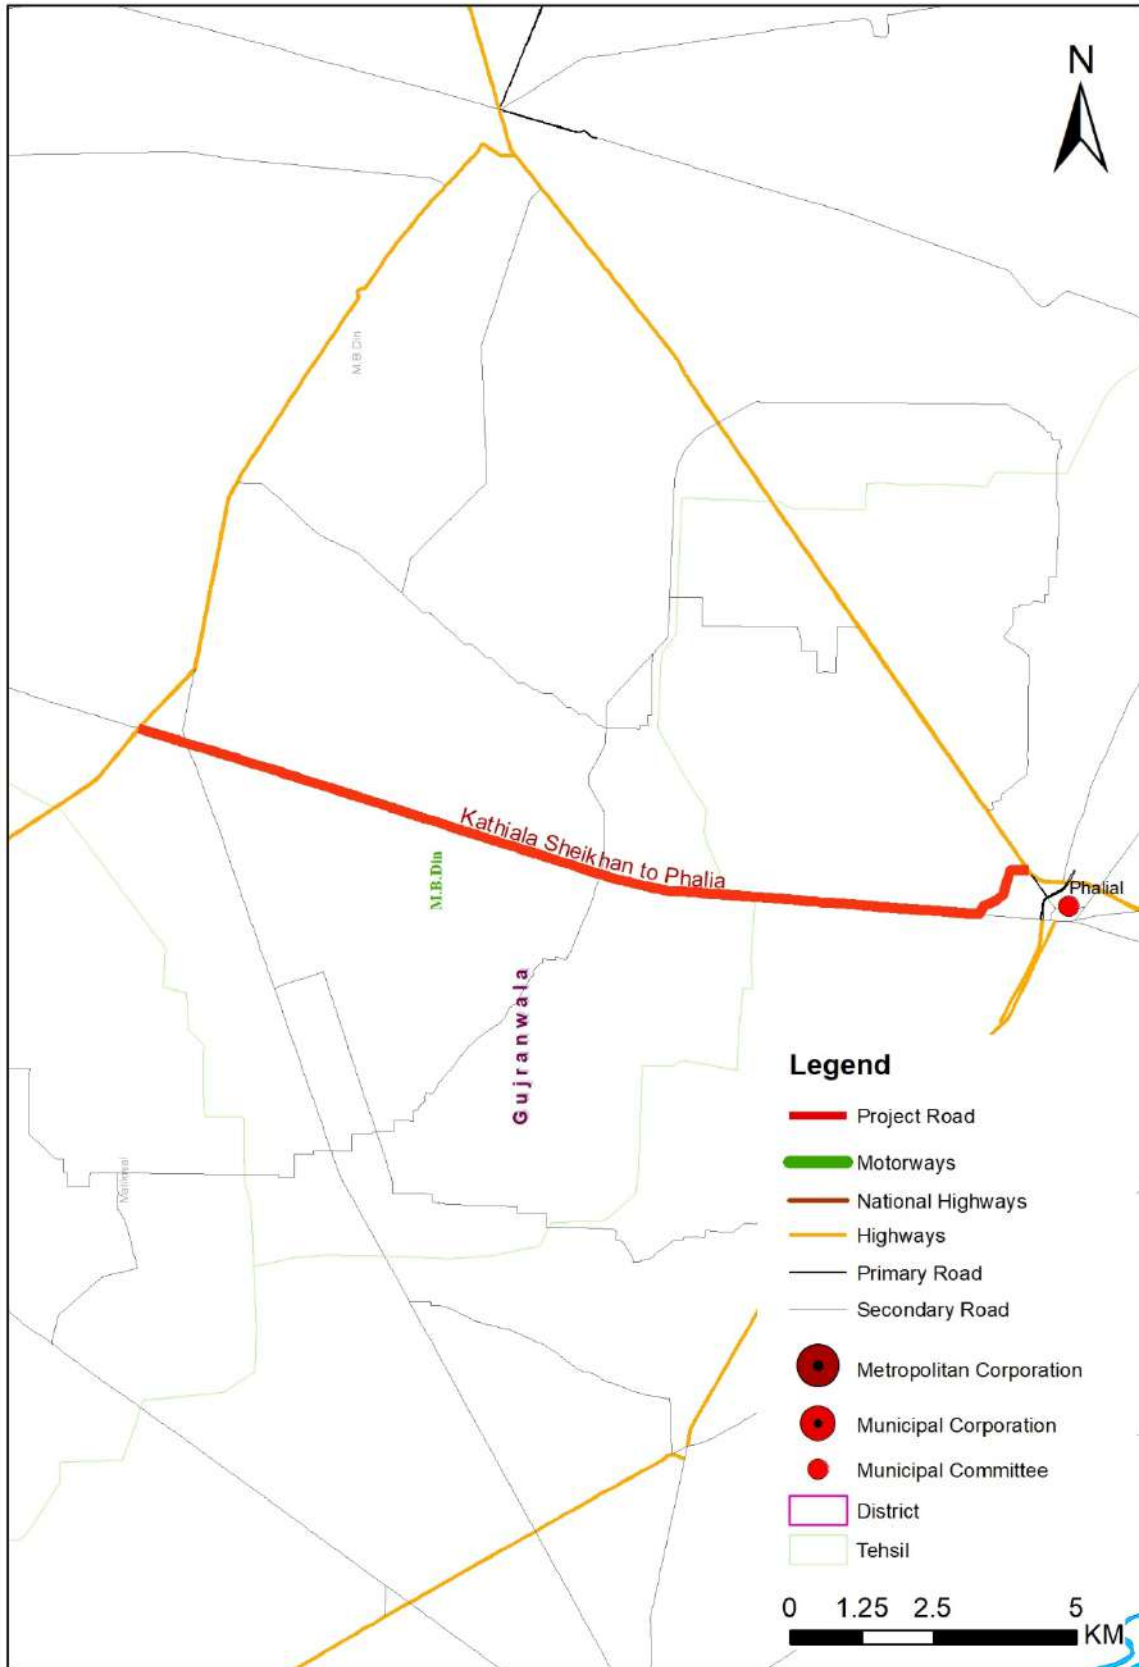 N
M.B.Din
Kathiala Sheikhan to Phalia
M.B.Din
Phalial
Gujranwala
Malikwal
Legend
Project Road
Motorways
National Highways
Highways
Primary Road
Secondary Road
Metropolitan Corporation
Municipal Corporation
Municipal Committee
District
Tehsil
0 1.25 2.5 5
KM